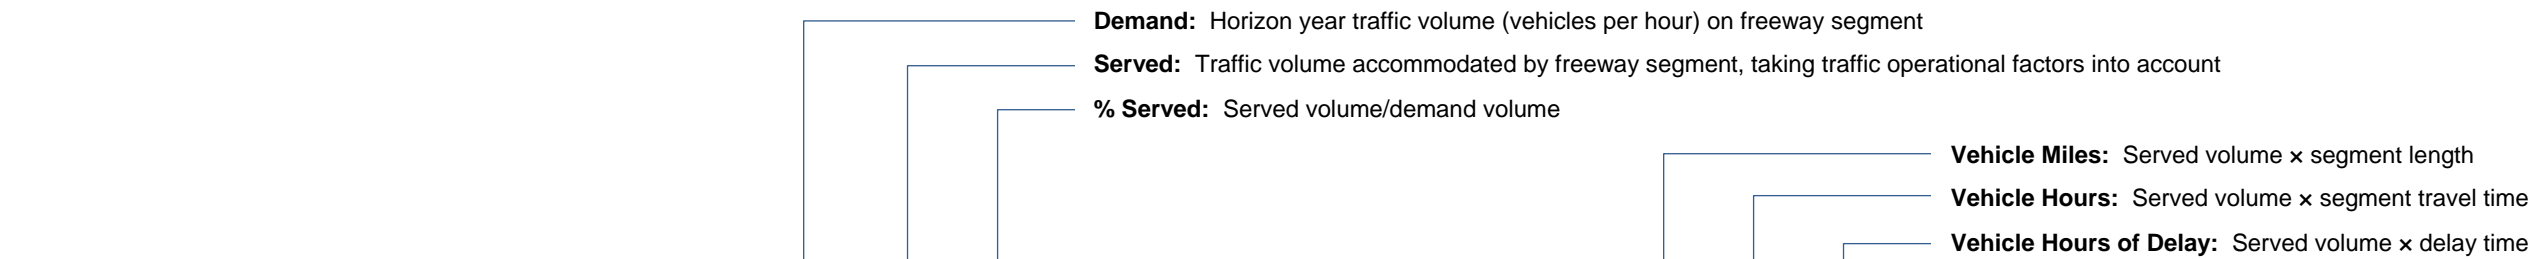 Demand: Horizon year traffic volume (vehicles per hour) on freeway segment
Served: Traffic volume accommodated by freeway segment, taking traffic operational factors into account
% Served: Served volume/demand volume
Vehicle Miles: Served volume × segment length
Vehicle Hours: Served volume × segment travel time
Vehicle Hours of Delay: Served volume × delay time